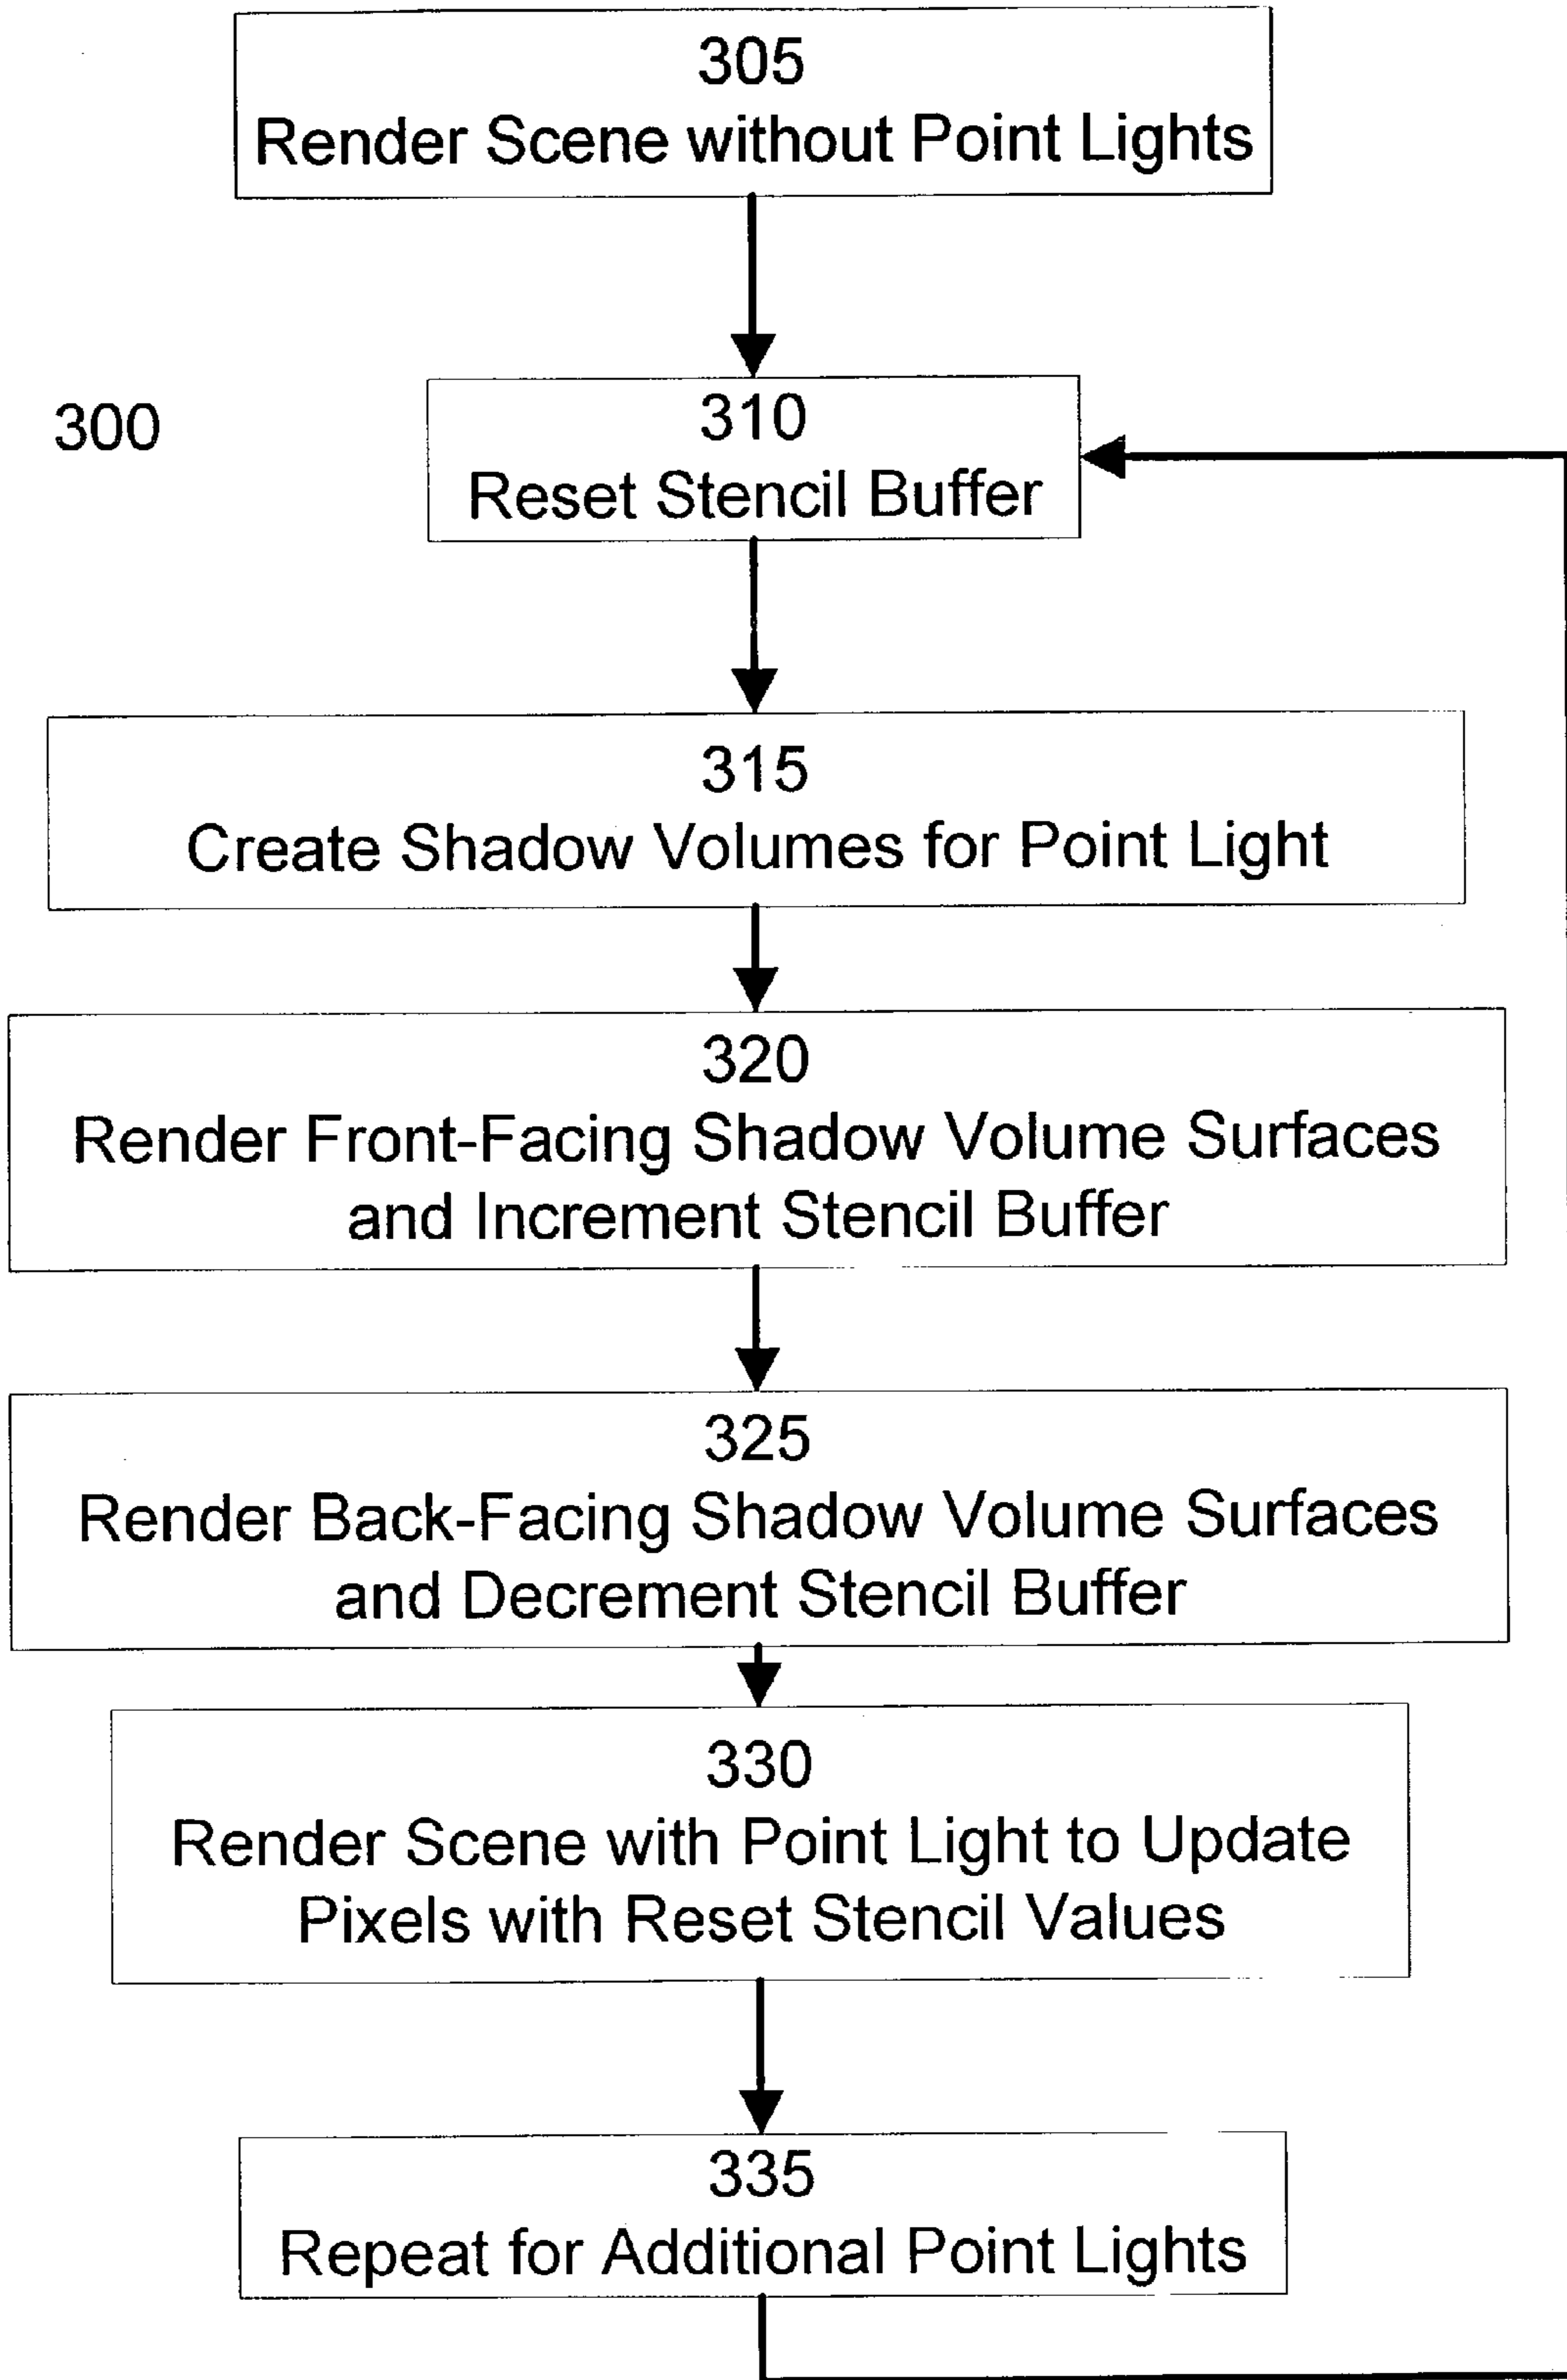 305
Render Scene without Point Lights
300
310
Reset Stencil Buffer
315
Create Shadow Volumes for Point Light
320
Render Front-Facing Shadow Volume Surfaces
and Increment Stencil Buffer
325
Render Back-Facing Shadow Volume Surfaces
and Decrement Stencil Buffer
330
Render Scene with Point Light to Update
Pixels with Reset Stencil Values
335
Repeat for Additional Point Lights